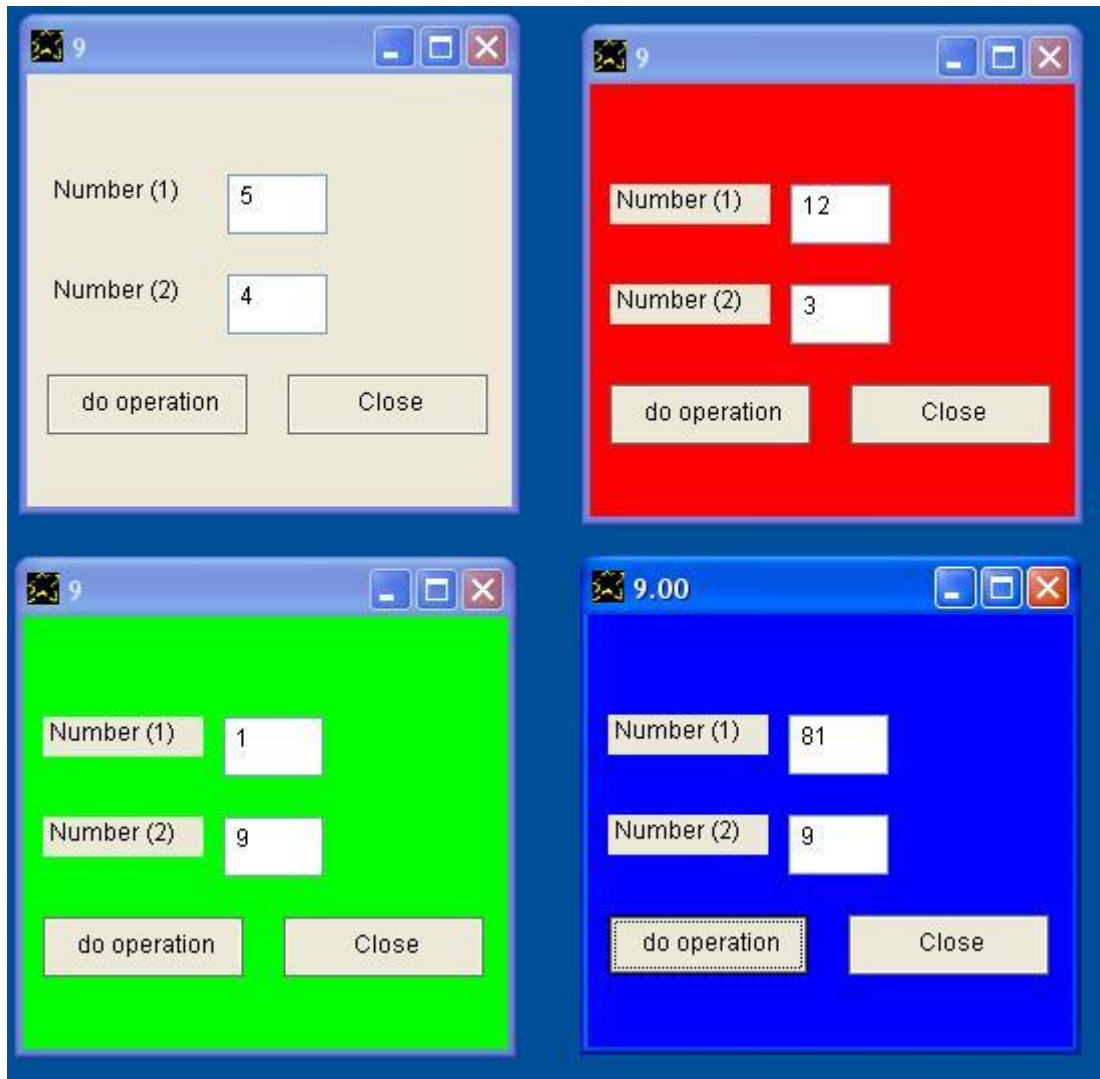 9
Number (1) 5
Number (2) 4
do operation Close
9
Number (1) 12
Number (2) 3
do operation Close
9
Number (1) 1
Number (2) 9
do operation Close
9.00
Number (1) 81
Number (2) 9
do operation Close